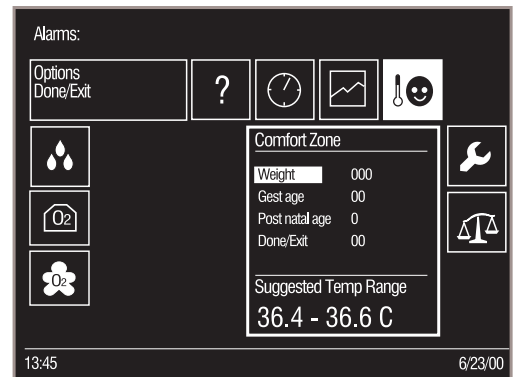 Alarms:
Options
Done/Exit
?
Comfort Zone
Weight 000
Gest age 00
Post natal age 0
Done/Exit 00
O2
O2
Suggested Temp Range
36.4 - 36.6 C
13:45 6/23/00